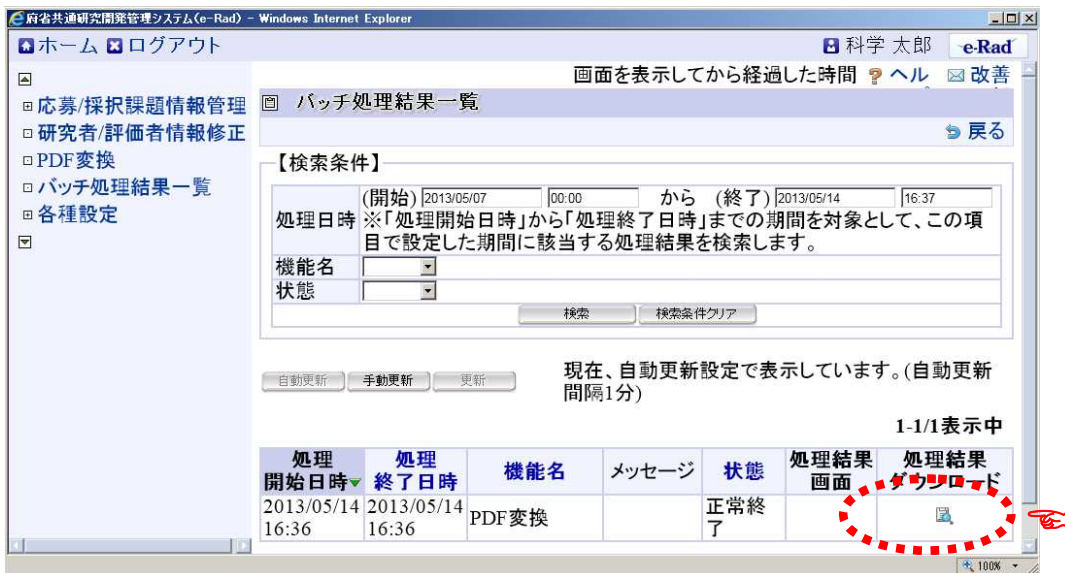 府省共通研究開発管理システム(e-Rad) - Windows Internet Explorer
ホーム ログアウト 科学 太郎 e-Rad
画面を表示してから経過した時間 ヘル 改善
応募/採択課題情報管理
研究者/評価者情報修正
PDF変換
バッチ処理結果一覧
各種設定
バッチ処理結果一覧
戻る
【検索条件】
処理日時
(開始) 2013/05/07 00:00 から (終了) 2013/05/14 16:37
※「処理開始日時」から「処理終了日時」までの期間を対象として、この項
目で設定した期間に該当する処理結果を検索します。
機能名
状態
検索 検索条件クリア
自動更新 手動更新 更新
現在、自動更新設定で表示しています。(自動更新
間隔1分)
1-1/1表示中
処理 処理 機能名 メッセージ 状態 処理結果 処理結果
開始日時▼ 終了日時 画面 ダウンロード
2013/05/14 2013/05/14 PDF変換 正常終
16:36 16:36 了
100%